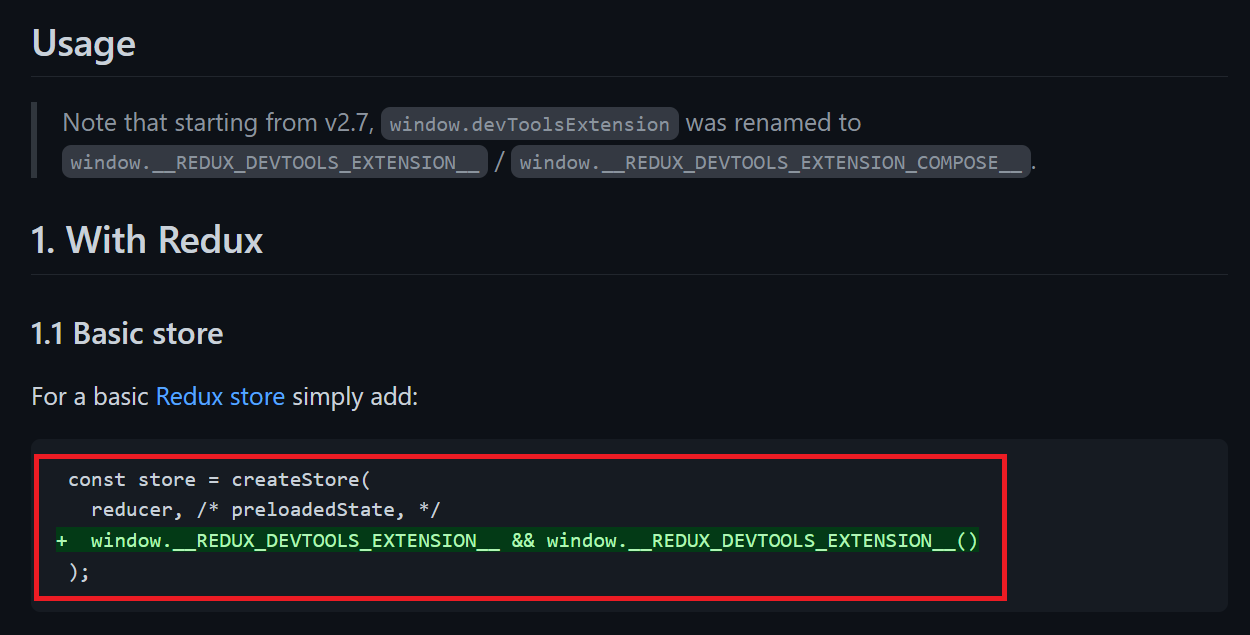 Usage
Note that starting from v2.7, window.devToolsExtension was renamed to
window.__REDUX_DEVTOOLS_EXTENSION__ / window.__REDUX_DEVTOOLS_EXTENSION_COMPOSE__.
1. With Redux
1.1 Basic store
For a basic Redux store simply add:
const store = createStore(
reducer, /* preloadedState, */
+ window.__REDUX_DEVTOOLS_EXTENSION__ && window.__REDUX_DEVTOOLS_EXTENSION__()
);